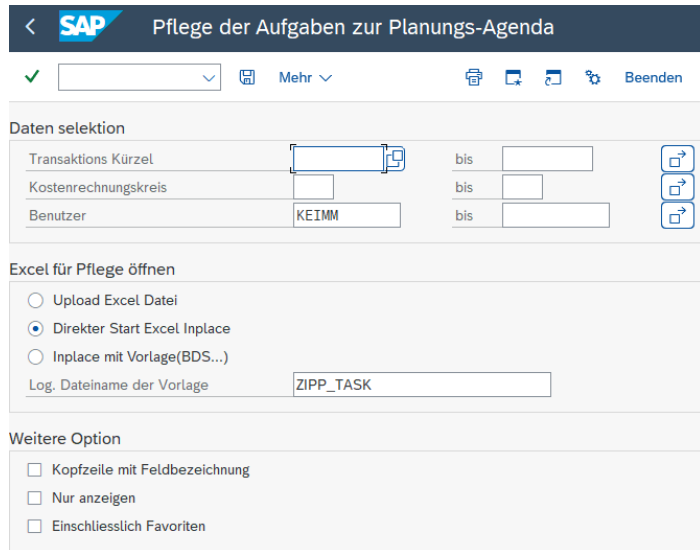 SAP Pflege der Aufgaben zur Planungs-Agenda
Mehr Beenden
Daten selektion
Transaktions Kürzel bis
Kostenrechnungskreis bis
Benutzer KEIMM bis
Excel für Pflege öffnen
Upload Excel Datei
Direkter Start Excel Inplace
Inplace mit Vorlage(BDS...)
Log. Dateiname der Vorlage ZIPP_TASK
Weitere Option
Kopfzeile mit Feldbezeichnung
Nur anzeigen
Einschliesslich Favoriten